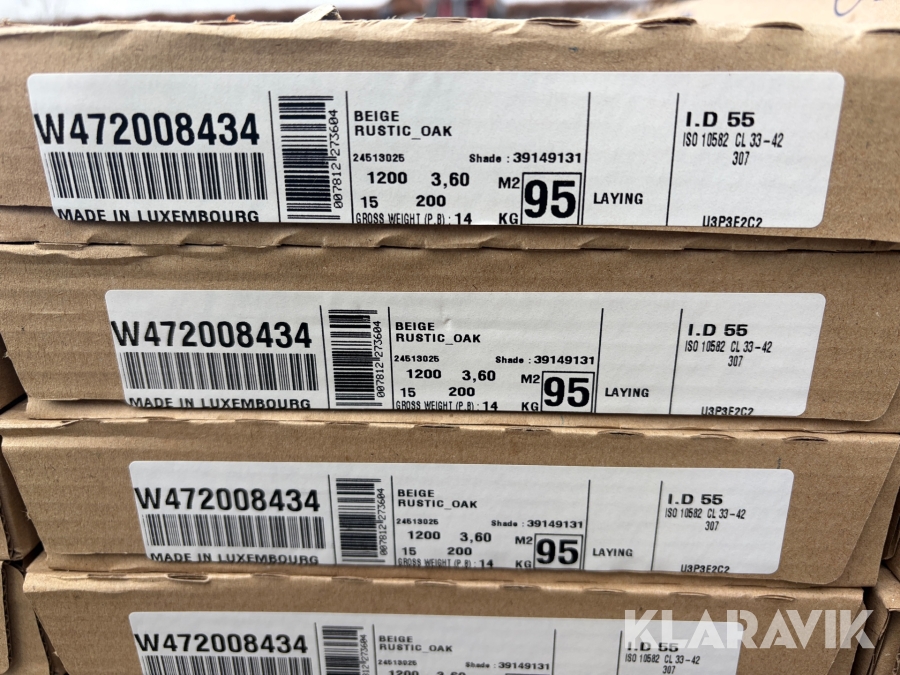 W472008434
MADE IN LUXEMBOURG
007812 273604
BEIGE
RUSTIC_OAK
24513025 Shade : 39149131
1200 3,60 M2
15 200
GROSS WEIGHT (P.B) : 14 KG
95
LAYING
I.D 55
ISO 10582 CL 33-42
307
U3P3E2C2
W472008434
MADE IN LUXEMBOURG
007812 273604
BEIGE
RUSTIC_OAK
24513025 Shade : 39149131
1200 3,60 M2
15 200
GROSS WEIGHT (P.B) : 14 KG
95
LAYING
I.D 55
ISO 10582 CL 33-42
307
U3P3E2C2
W472008434
MADE IN LUXEMBOURG
007812 273604
BEIGE
RUSTIC_OAK
24513025 Shade : 39149131
1200 3,60 M2
15 200
GROSS WEIGHT (P.B) : 14 KG
95
LAYING
I.D 55
ISO 10582 CL 33-42
307
U3P3E2C2
W472008434
BEIGE
RUSTIC_OAK
24513025 Shade : 39149131
1200 3,60
I.D 55
ISO 10582 CL 33-42
307
KLARAVIK